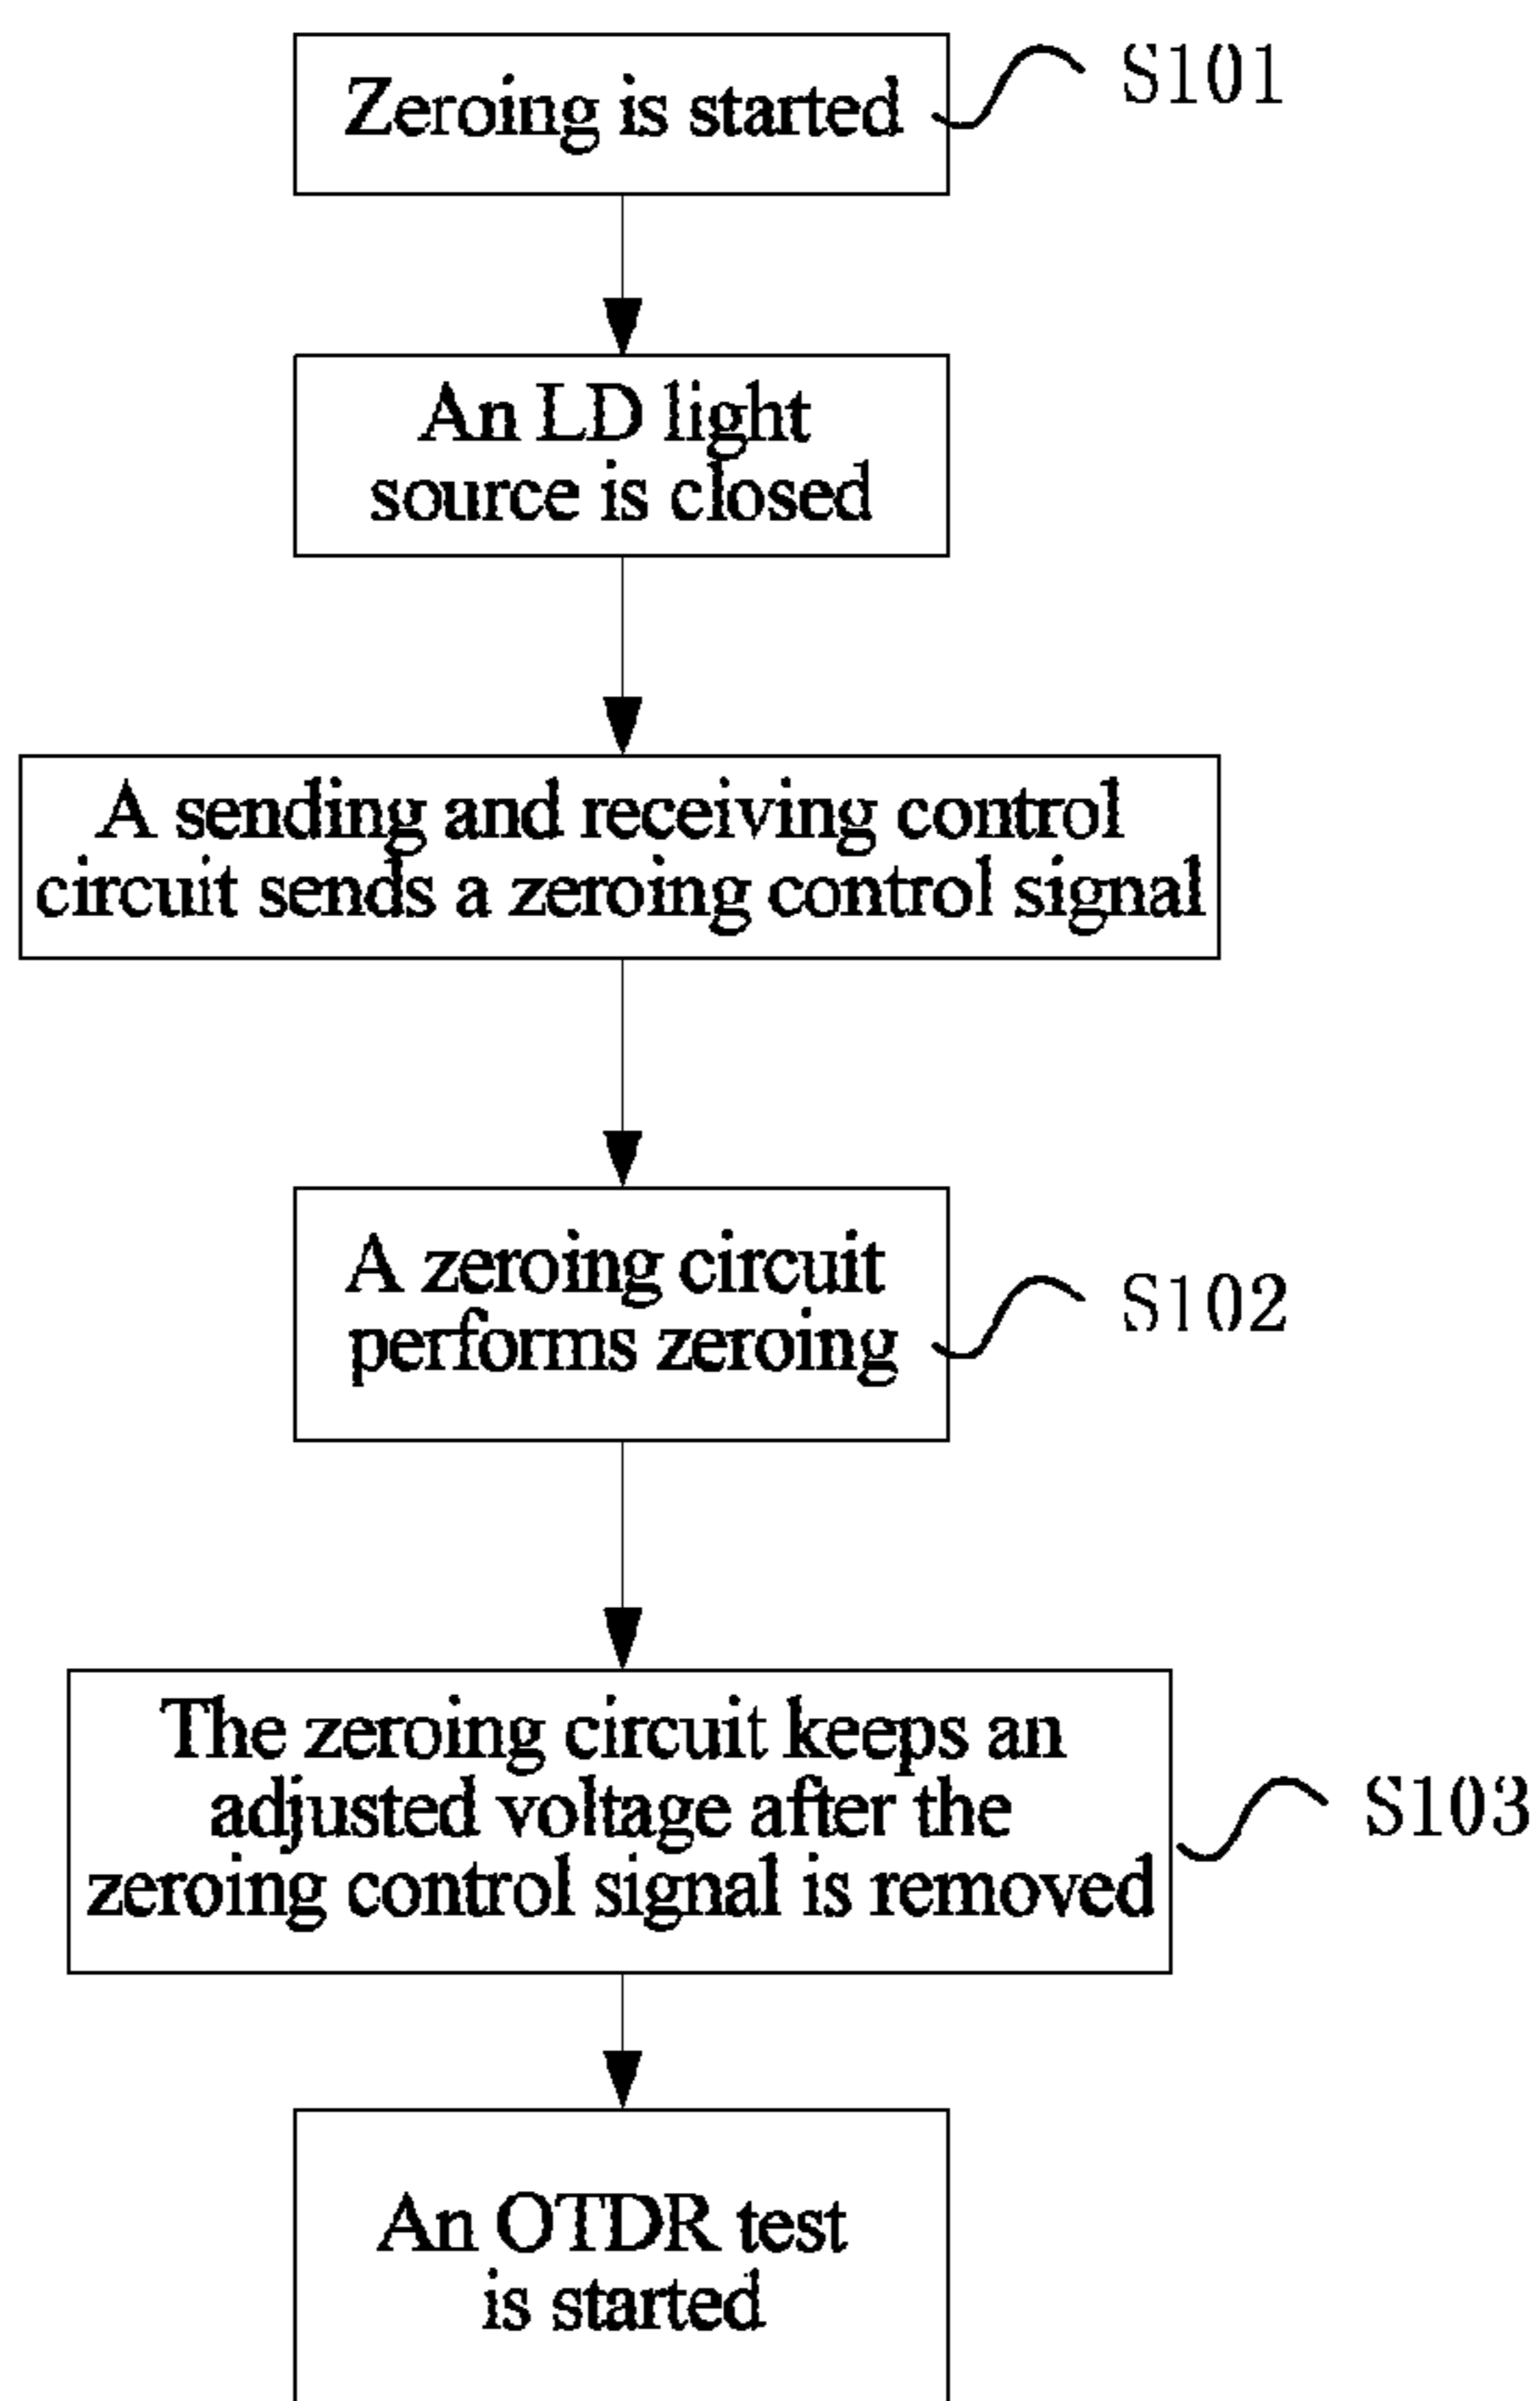 Zeroing is started
S101
An LD light
source is closed
A sending and receiving control
circuit sends a zeroing control signal
A zeroing circuit
performs zeroing
S102
The zeroing circuit keeps an
adjusted voltage after the
zeroing control signal is removed
S103
An OTDR test
is started